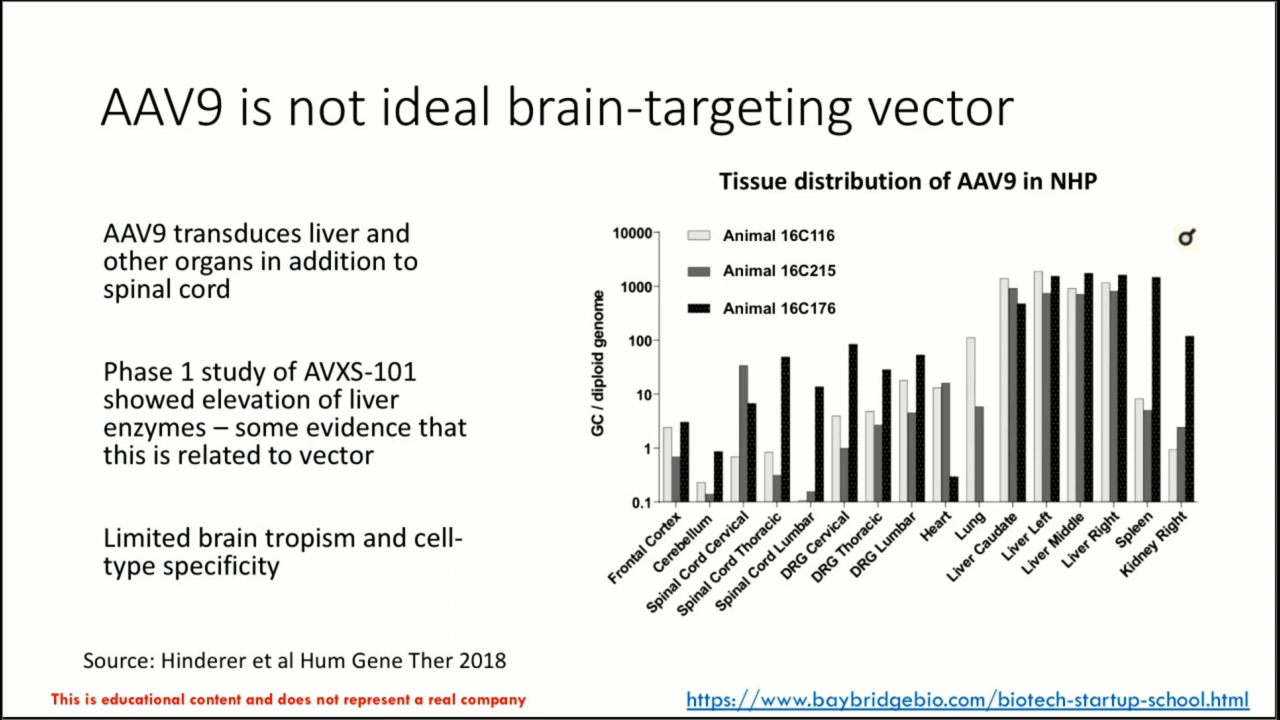 AAV9 is not ideal brain-targeting vector
AAV9 transduces liver and
other organs in addition to
spinal cord
Phase 1 study of AVXS-101
showed elevation of liver
enzymes – some evidence that
this is related to vector
Limited brain tropism and cell-
type specificity
Tissue distribution of AAV9 in NHP
Animal 16C116
Animal 16C215
Animal 16C176
GC / diploid genome
10000
1000
100
10
1
0.1
Frontal Cortex
Cerebellum
Spinal Cord Cervical
Spinal Cord Thoracic
Spinal Cord Lumbar
DRG Cervical
DRG Thoracic
DRG Lumbar
Heart
Lung
Liver Caudate
Liver Left
Liver Middle
Liver Right
Spleen
Kidney Right
Source: Hinderer et al Hum Gene Ther 2018
This is educational content and does not represent a real company
https://www.baybridgebio.com/biotech-startup-school.html